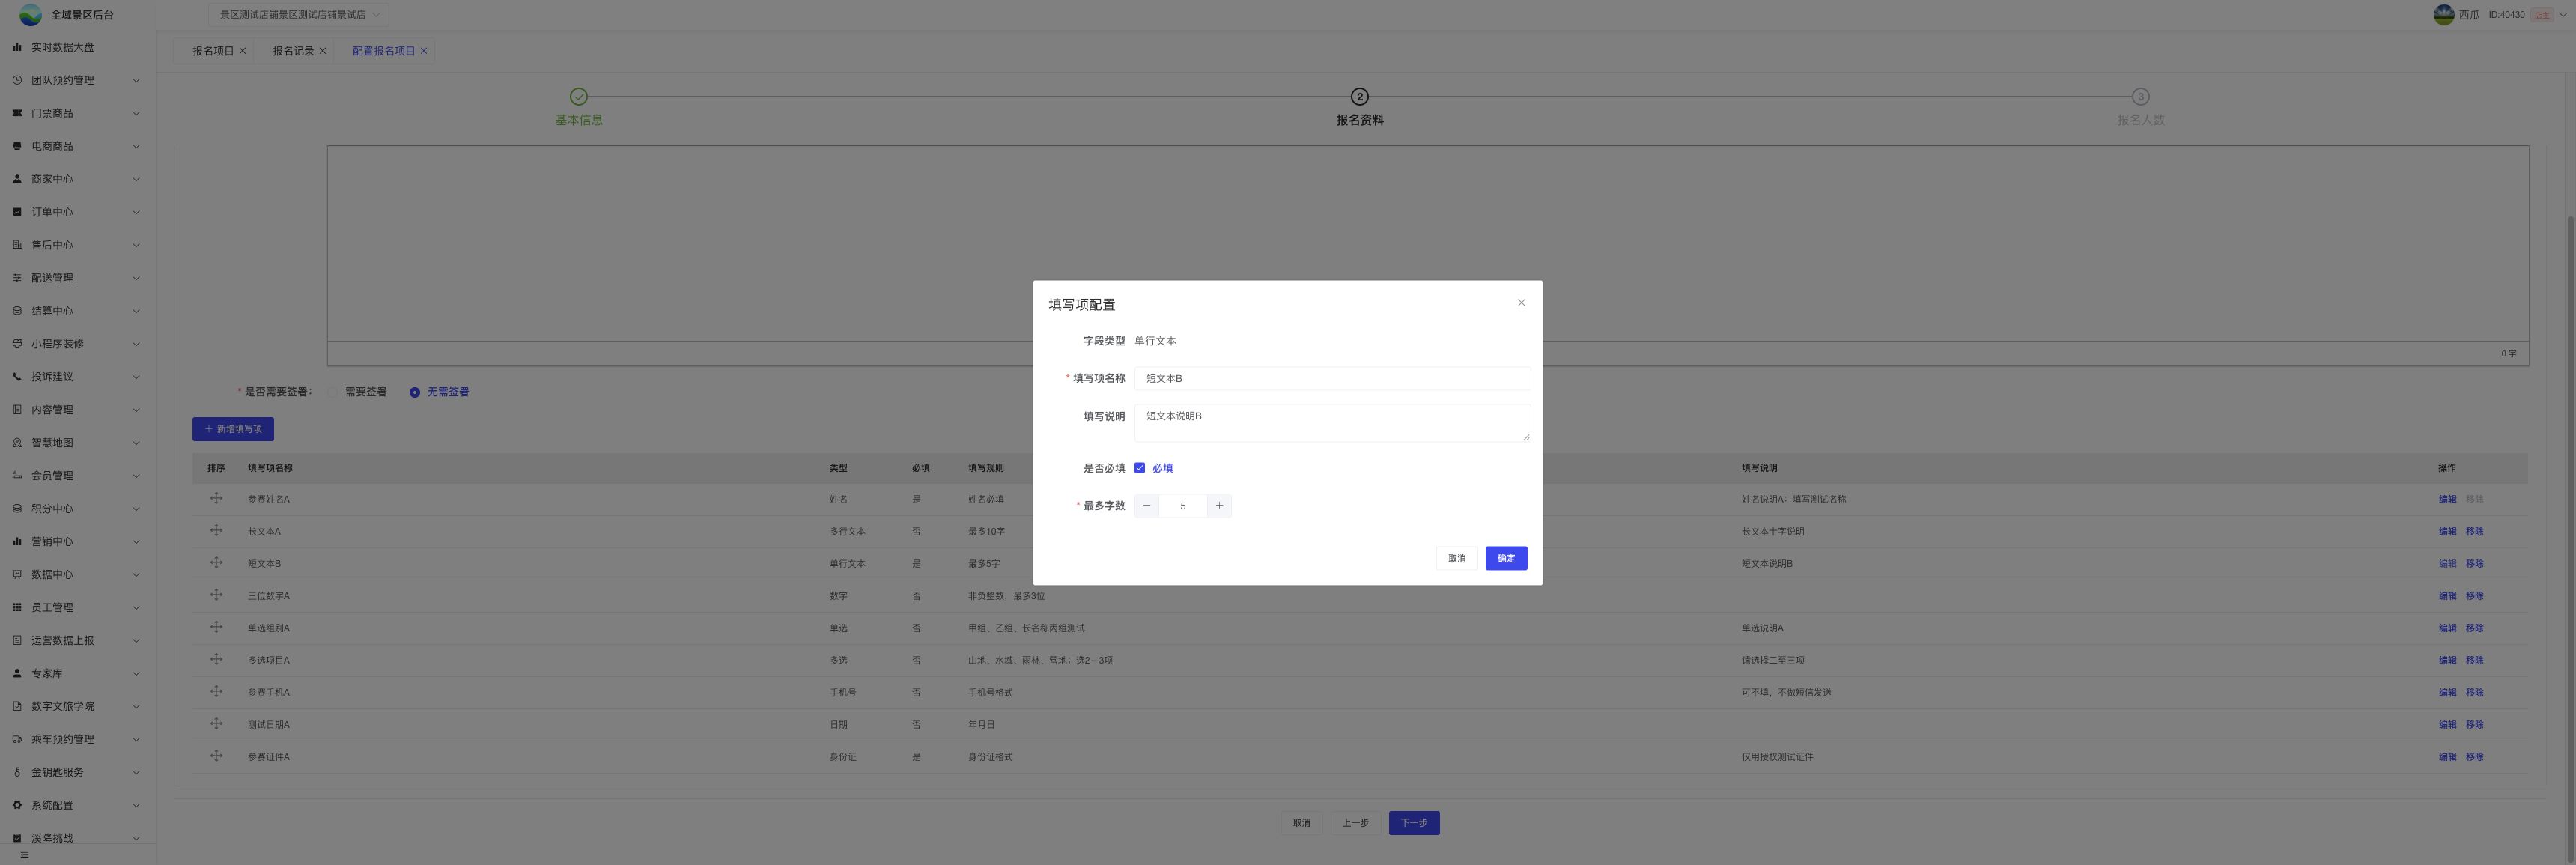 全域景区后台
景区测试店铺景区测试店铺景试店
西瓜 ID:40430 店主
实时数据大盘
团队预约管理
门票商品
电商商品
商家中心
订单中心
售后中心
配送管理
结算中心
小程序装修
投诉建议
内容管理
智慧地图
会员管理
积分中心
营销中心
数据中心
员工管理
运营数据上报
专家库
数字文旅学院
乘车预约管理
金钥匙服务
系统配置
溪降挑战
报名项目 报名记录 配置报名项目
基本信息
2
报名资料
3
报名人数
0 字
* 是否需要签署: 需要签署 无需签署
新增填写项
排序 填写项名称 类型 必填 填写规则 填写说明 操作
参赛姓名A 姓名 是 姓名必填 姓名说明A：填写测试名称 编辑 移除
长文本A 多行文本 否 最多10字 长文本十字说明 编辑 移除
短文本B 单行文本 是 最多5字 短文本说明B 编辑 移除
三位数字A 数字 否 非负整数，最多3位 编辑 移除
单选组别A 单选 否 甲组、乙组、长名称丙组测试 单选说明A 编辑 移除
多选项目A 多选 否 山地、水域、雨林、营地；选2—3项 请选择二至三项 编辑 移除
参赛手机A 手机号 否 手机号格式 可不填，不做短信发送 编辑 移除
测试日期A 日期 否 年月日 编辑 移除
参赛证件A 身份证 是 身份证格式 仅用授权测试证件 编辑 移除
取消 上一步 下一步
填写项配置
字段类型 单行文本
* 填写项名称 短文本B
填写说明 短文本说明B
是否必填 必填
* 最多字数 5
取消 确定